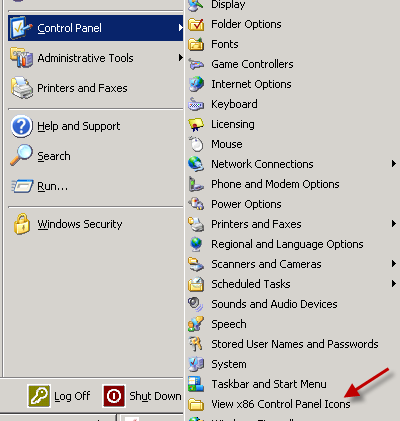 Control Panel
Administrative Tools
Printers and Faxes
Help and Support
Search
Run...
Windows Security
Log Off
Shut Down
Display
Folder Options
Fonts
Game Controllers
Internet Options
Keyboard
Licensing
Mouse
Network Connections
Phone and Modem Options
Power Options
Printers and Faxes
Regional and Language Options
Scanners and Cameras
Scheduled Tasks
Sounds and Audio Devices
Speech
Stored User Names and Passwords
System
Taskbar and Start Menu
View x86 Control Panel Icons